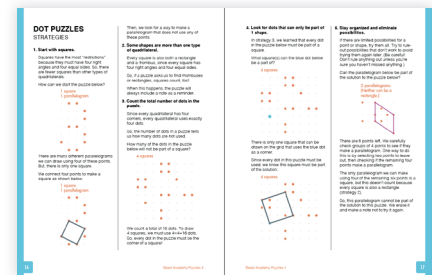 DOT PUZZLES
STRATEGIES
1. Start with squares.
Squares have the most "restrictions"
because they must have four right
angles and four equal sides. So, there
are fewer squares than other types of
quadrilaterals.
How can we start the puzzle below?
1 square
1 parallelogram
There are many different parallelograms
we can draw using four of these points.
But, there is only one square.
We connect four points to make a
square as shown below.
1 square
1 parallelogram
14
Then, we look for a way to make a
parallelogram that does not use any of
these points.
2. Some shapes are more than one type
of quadrilateral.
Every square is also both a rectangle
and a rhombus, since every square has
four right angles and four equal sides.
So, if a puzzle asks us to find rhombuses
or rectangles, squares count, too!
When this happens, the puzzle will
always include a note as a reminder.
3. Count the total number of dots in the
puzzle.
Since every quadrilateral has four
corners, every quadrilateral uses exactly
four dots.
So, the number of dots in a puzzle tells
us how many dots are not used.
How many of the dots in the puzzle
below will not be part of a square?
4 squares
We count a total of 16 dots. To draw
4 squares, we must use 4×4=16 dots.
So, every dot in the puzzle must be the
corner of a square!
Beast Academy Puzzles 4
4. Look for dots that can only be part of
1 shape.
In strategy 3, we learned that every dot
in the puzzle below must be part of a
square.
What square(s) can the blue dot below
be a part of?
4 squares
There is only one square that can be
drawn on the grid that uses the blue dot
as a corner.
Since every dot in this puzzle must be
used, we know this square must be part
of the solution.
4 squares
Beast Academy Puzzles 4
5. Stay organized and eliminate
possibilities.
If there are limited possibilities for a
point or shape, try them all. Try to rule
out possibilities that don't work to avoid
trying them again later. (Be careful!
Don't rule anything out unless you're
sure you haven't missed anything.)
Can the parallelogram below be part of
the solution to the puzzle below?
2 parallelograms
(Neither can be a
rectangle.)
There are 6 points left. We carefully
check groups of 4 points to see if they
make a parallelogram. One way to do
this is by selecting two points to leave
out, then checking if the remaining four
points make a parallelogram.
The only parallelogram we can make
using four of the remaining six points is a
square, but this doesn't count because
every square is also a rectangle
(strategy 2).
So, this parallelogram cannot be part of
the solution to this puzzle. We erase it
and make a note not to try it again.